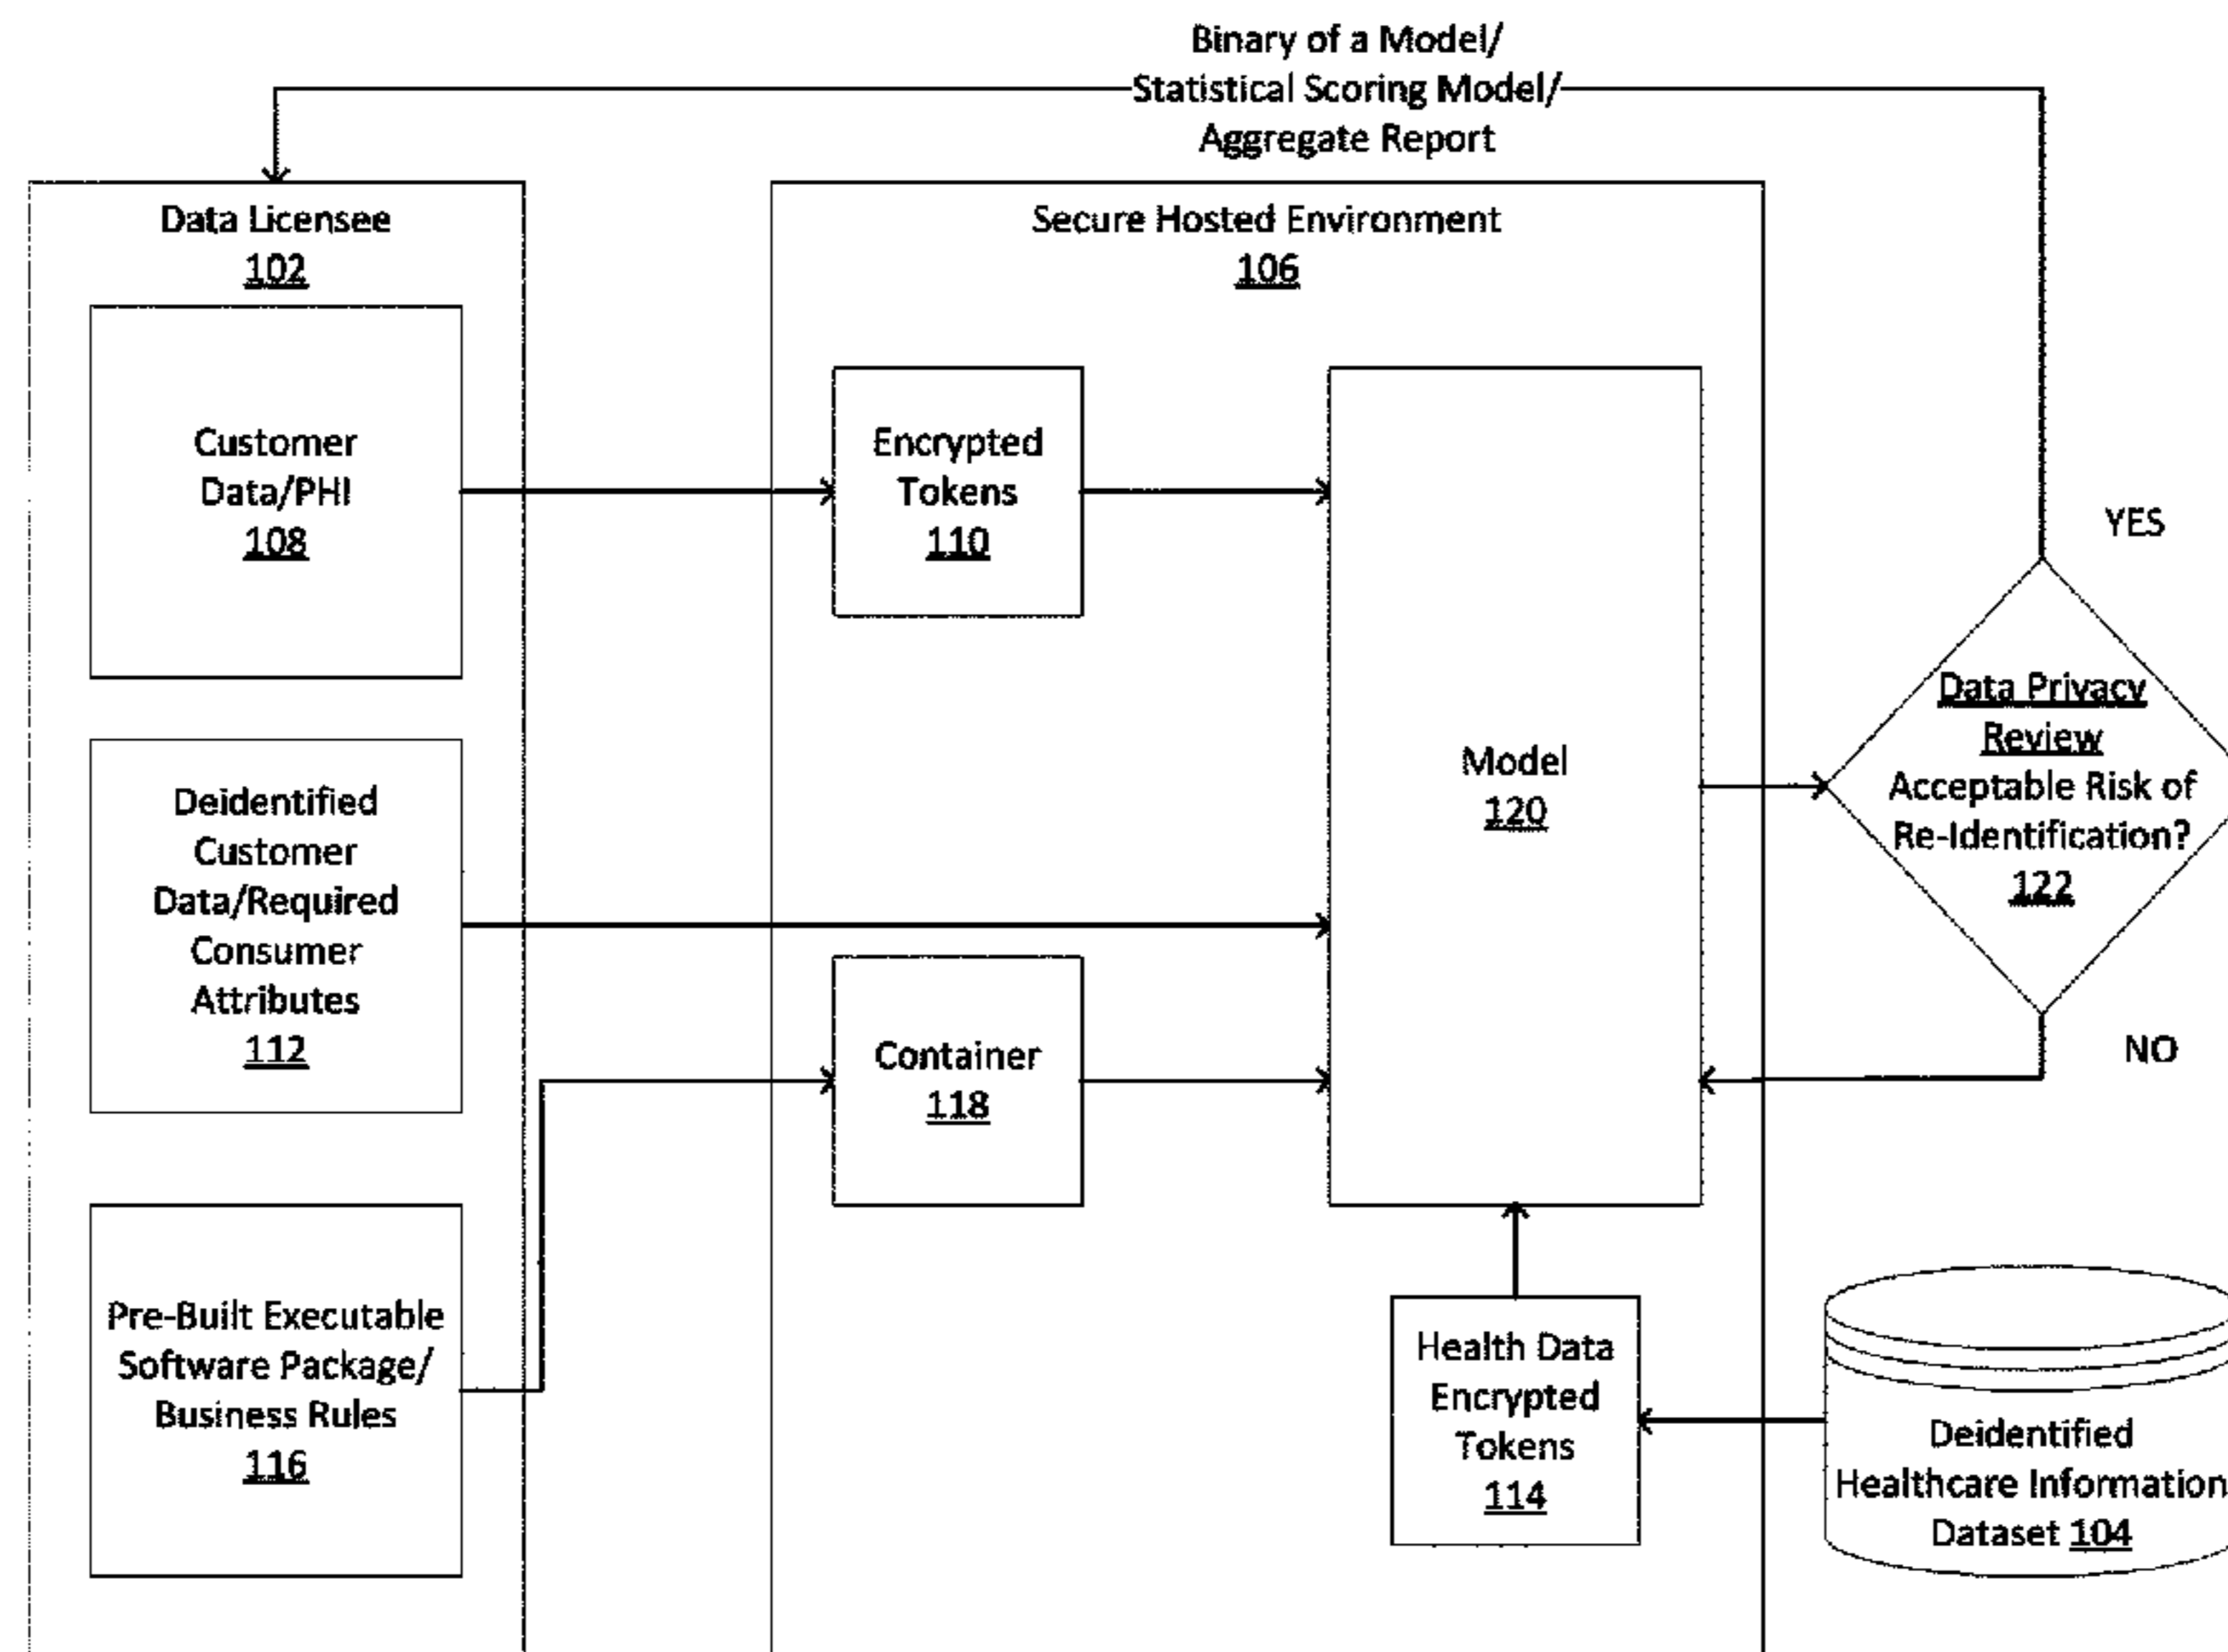 Binary of a Model/
Statistical Scoring Model/
Aggregate Report
Data Licensee
102
Secure Hosted Environment
106
Customer
Data/PHI
108
Encrypted
Tokens
110
YES
Data Privacy
Review
Acceptable Risk of
Re-Identification?
122
Model
120
Deidentified
Customer
Data/Required
Consumer
Attributes
112
Container
118
NO
Pre-Built Executable
Software Package/
Business Rules
116
Health Data
Encrypted
Tokens
114
Deidentified
Healthcare Information
Dataset 104